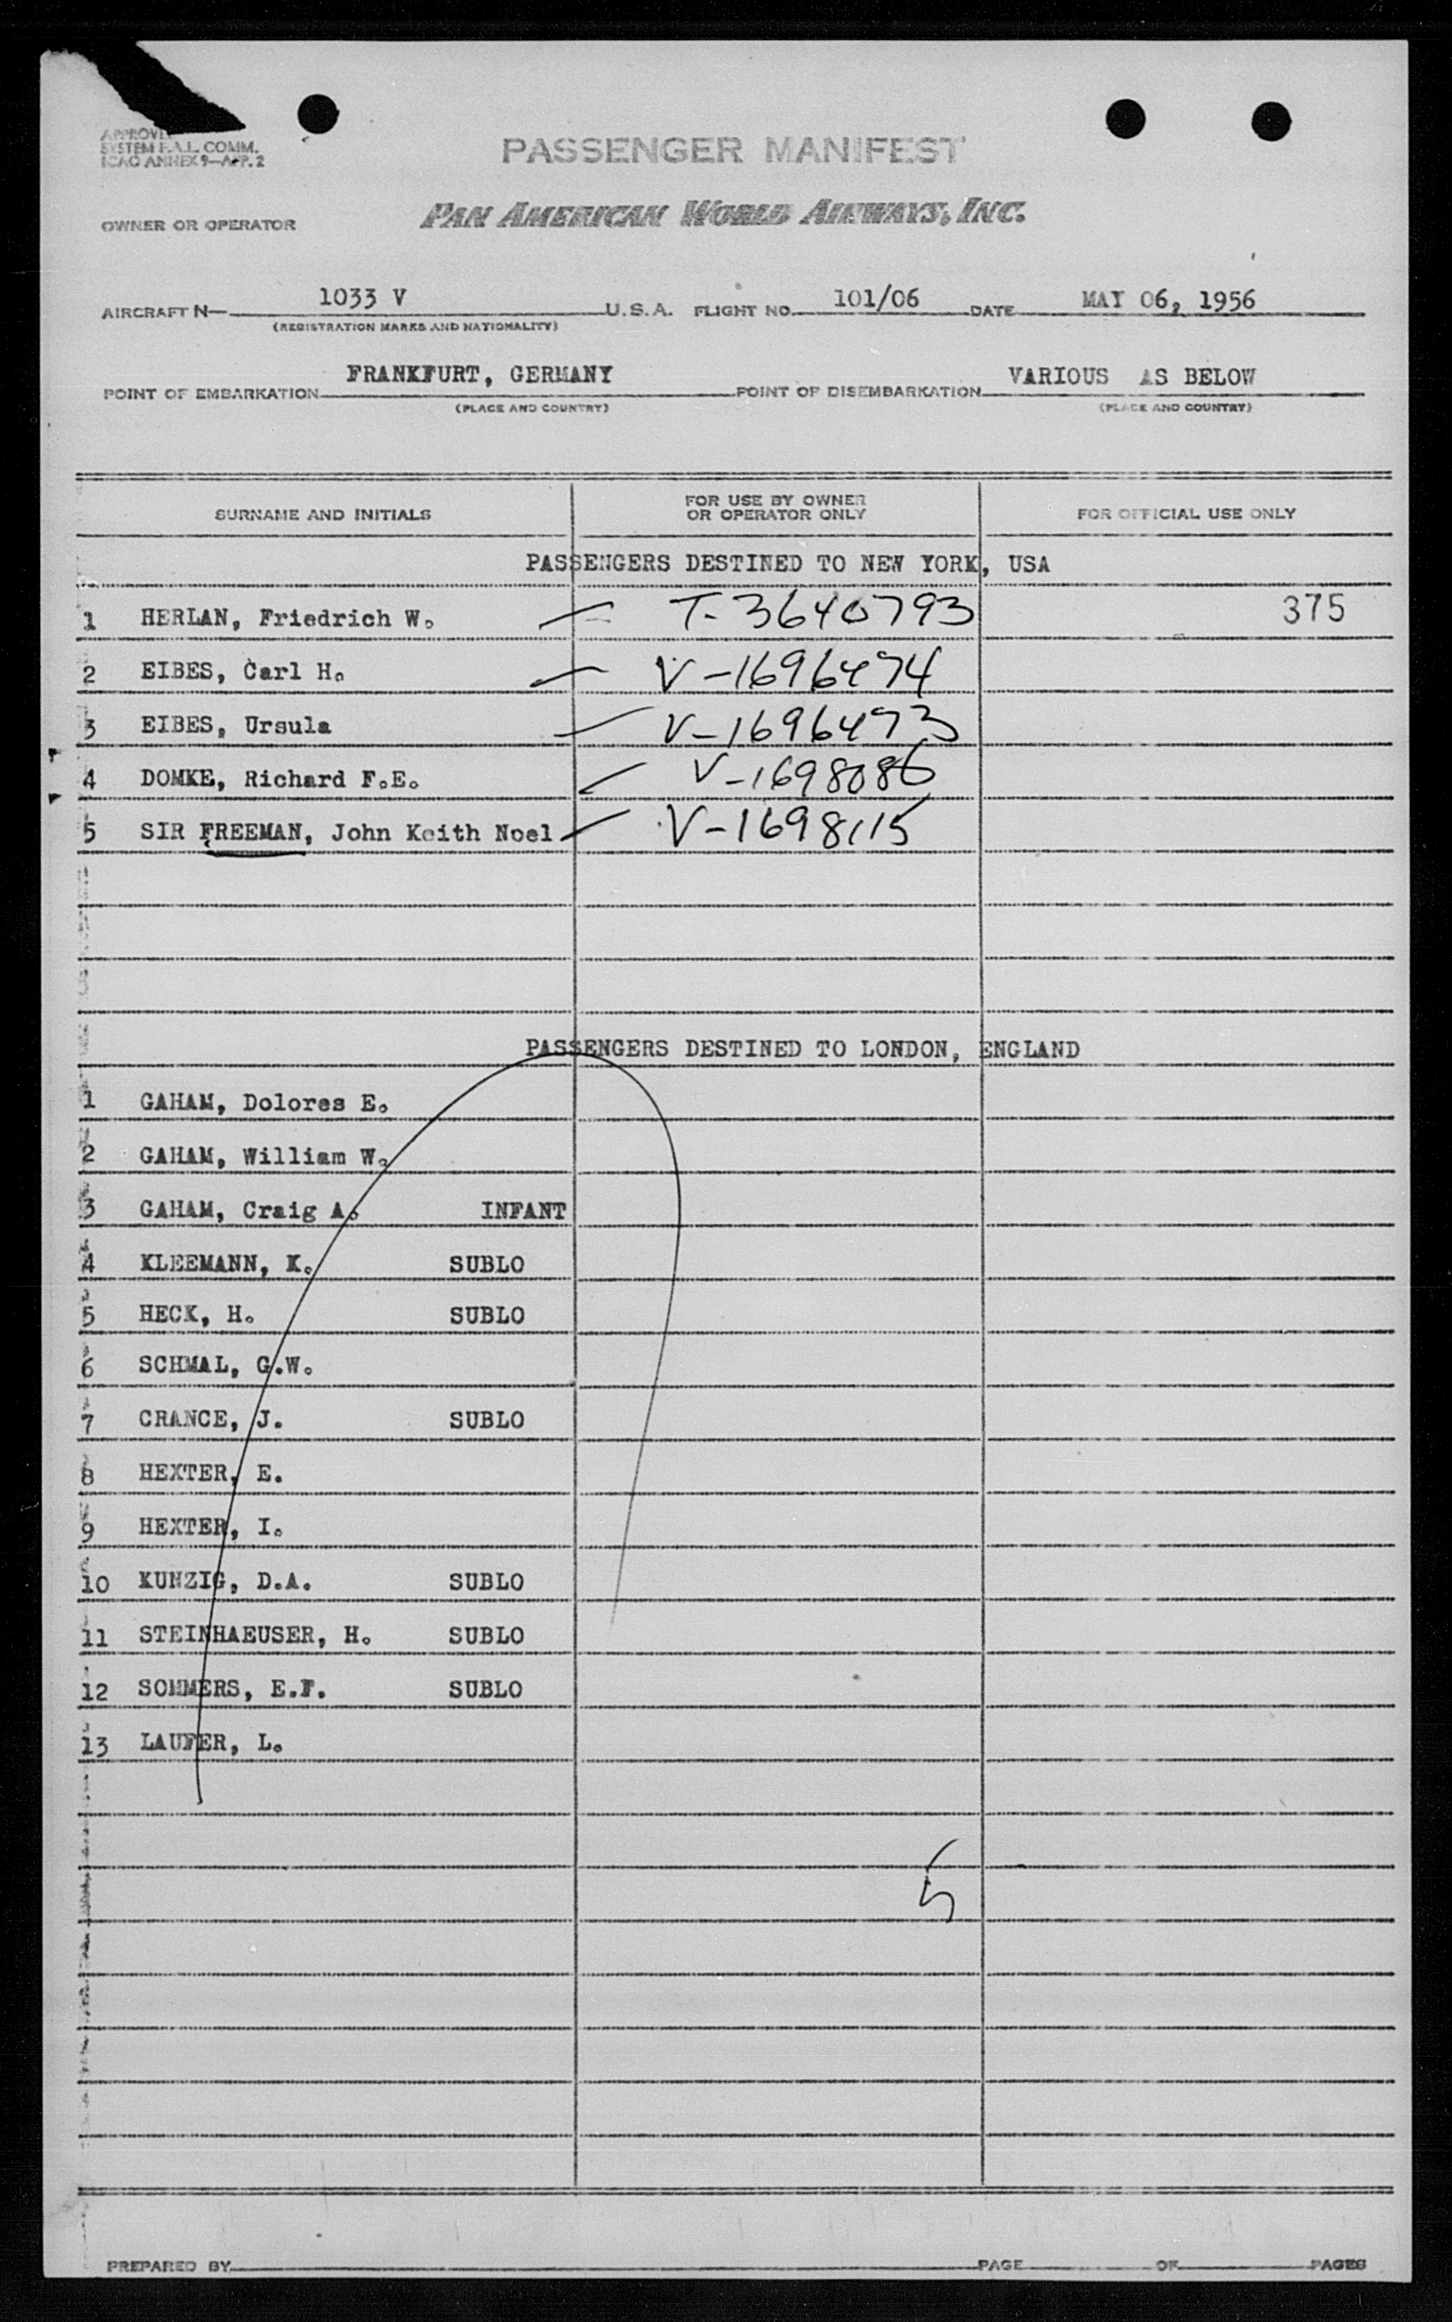 SYSTEM F.A.L. COMM.
ICAO ANNEX 9—APP. 2
PASSENGER MANIFEST
OWNER OR OPERATOR PAN AMERICAN WORLD AIRWAYS, INC.
AIRCRAFT N— 1033 V U.S.A. FLIGHT NO. 101/06 DATE MAY 06, 1956
(REGISTRATION MARKS AND NATIONALITY)
POINT OF EMBARKATION FRANKFURT, GERMANY POINT OF DISEMBARKATION VARIOUS AS BELOW
(PLACE AND COUNTRY) (PLACE AND COUNTRY)
SURNAME AND INITIALS FOR USE BY OWNER OR OPERATOR ONLY FOR OFFICIAL USE ONLY
PASSENGERS DESTINED TO NEW YORK, USA
1 HERLAN, Friedrich W. T-3640793 375
2 EIBES, Carl H. V-1696474
3 EIBES, Ursula V-1696473
4 DOMKE, Richard F.E. V-1698086
5 SIR FREEMAN, John Keith Noel V-1698115
PASSENGERS DESTINED TO LONDON, ENGLAND
1 GAHAM, Dolores E.
2 GAHAM, William W.
3 GAHAM, Craig A. INFANT
4 KLEEMANN, K. SUBLO
5 HECK, H. SUBLO
6 SCHMAL, G.W.
7 CRANCE, J. SUBLO
8 HEXTER, E.
9 HEXTER, I.
10 KUNZIG, D.A. SUBLO
11 STEINHAEUSER, H. SUBLO
12 SOMMERS, E.F. SUBLO
13 LAUFER, L.
5
PREPARED BY PAGE OF PAGES